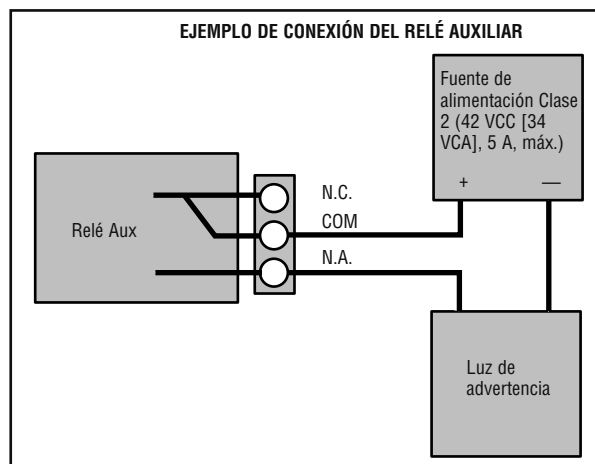 EJEMPLO DE CONEXIÓN DEL RELÉ AUXILIAR
Fuente de
alimentación Clase
2 (42 VCC [34
VCA], 5 A, máx.)
+ —
N.C.
COM
N.A.
Relé Aux
Luz de
advertencia